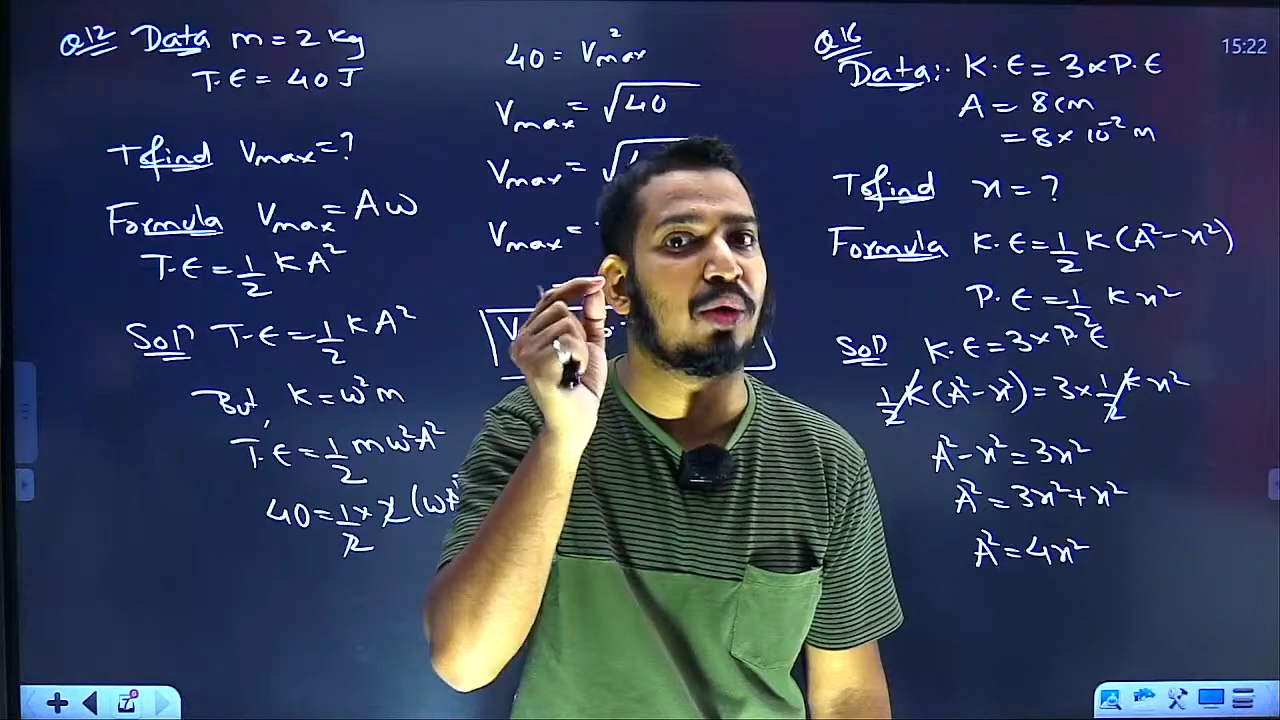 Q12 Data m = 2 kg
T.E = 40 J
To find Vmax = ?
Formula Vmax = Aω
T.E = 1/2 KA²
Solⁿ T.E = 1/2 KA²
But, K = ω²m
T.E = 1/2 mω²A²
40 = 1/2 × 2 (ωA
40 = V²max
Vmax = √40
Vmax = √
Vmax =
V
Q16
Data:- K.E = 3×P.E
A = 8cm
= 8×10⁻² m
To find x = ?
Formula K.E = 1/2 K(A²-x²)
P.E = 1/2 Kx²
Solⁿ K.E = 3×P.E
1/2 K(A²-x²) = 3×1/2 Kx²
A²-x² = 3x²
A² = 3x²+x²
A² = 4x²
15:22